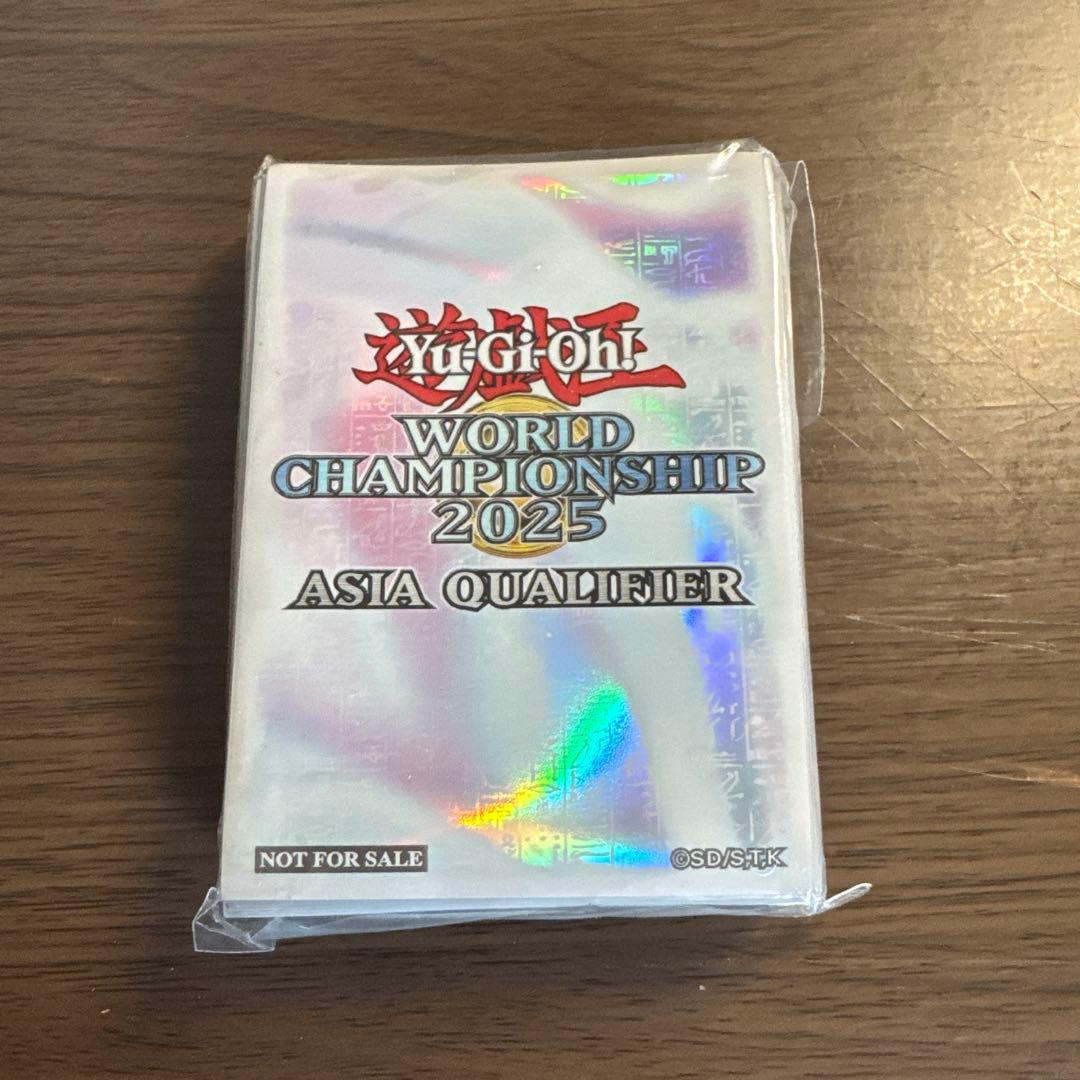 遊戯王
Yu-Gi-Oh!
WORLD
CHAMPIONSHIP
2025
ASIA QUALIFIER
NOT FOR SALE
©SD/S,T,K